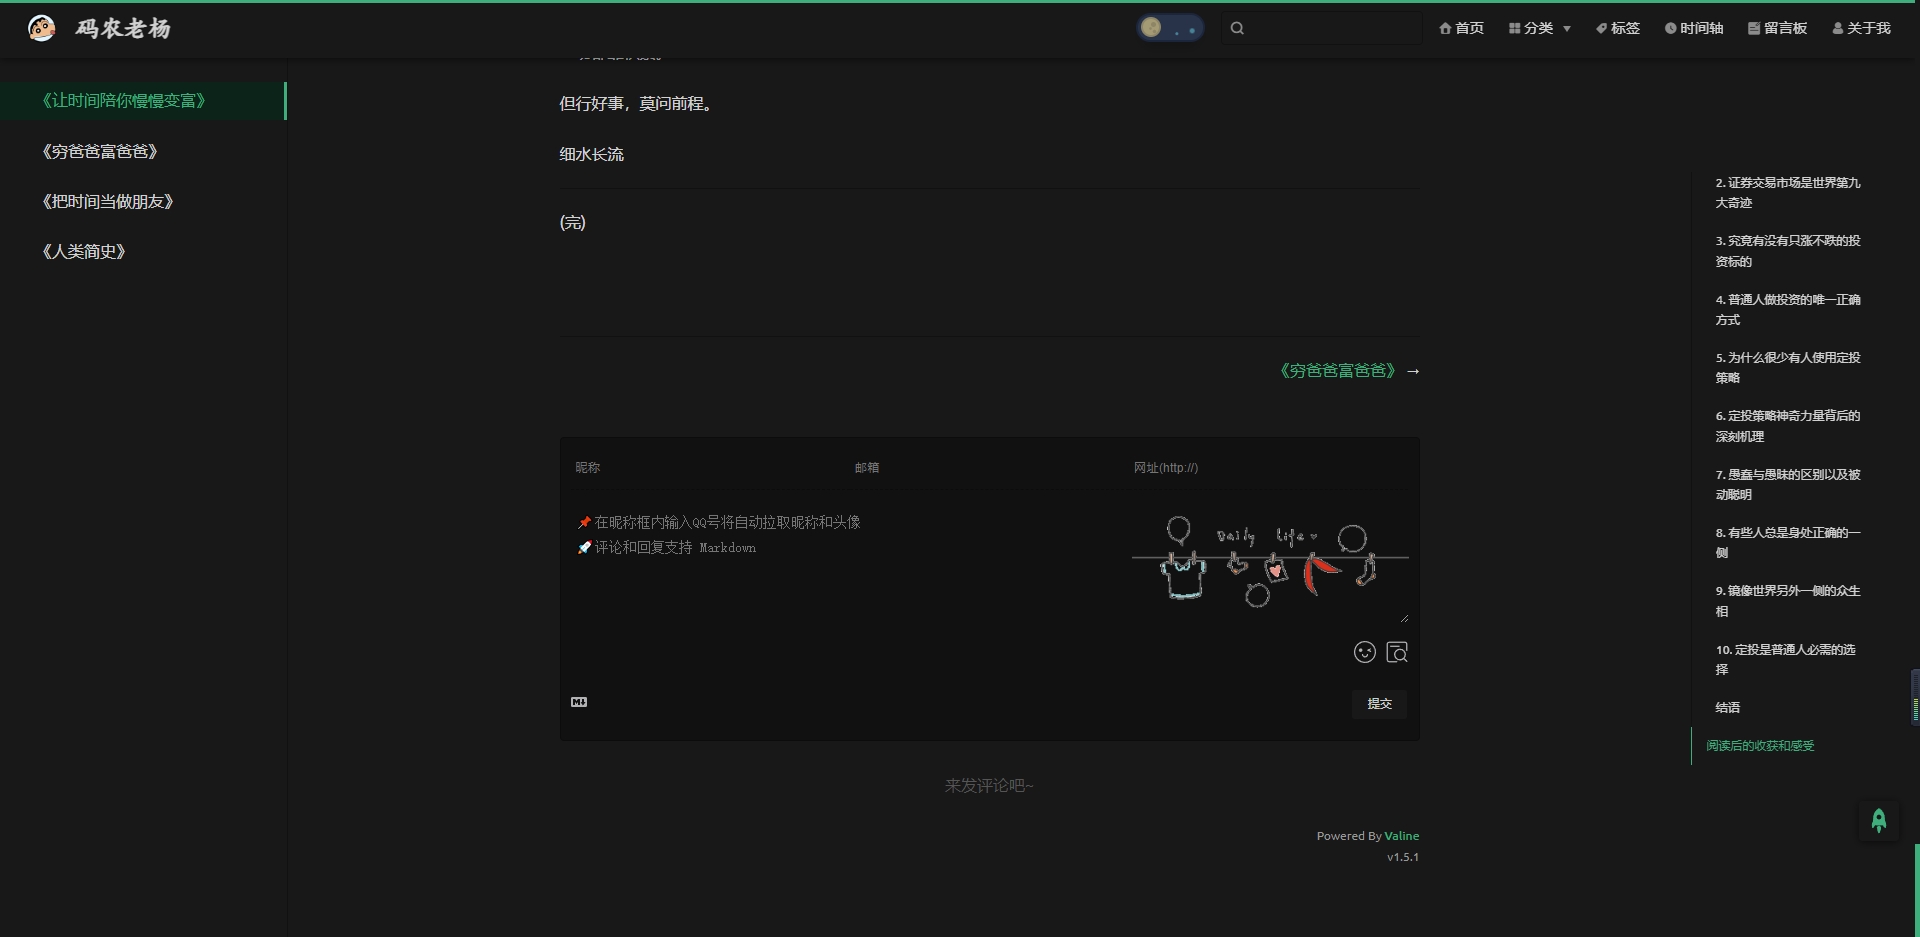 码农老杨
首页
分类
标签
时间轴
留言板
关于我
《让时间陪你慢慢变富》
《穷爸爸富爸爸》
《把时间当做朋友》
《人类简史》
但行好事，莫问前程。
细水长流
(完)
《穷爸爸富爸爸》 →
昵称
邮箱
网址(http://)
📌在昵称框内输入QQ号将自动拉取昵称和头像
🚀评论和回复支持 Markdown
Daily life
M↓
提交
来发评论吧~
Powered By Valine
v1.5.1
2. 证券交易市场是世界第九
大奇迹
3. 究竟有没有只涨不跌的投
资标的
4. 普通人做投资的唯一正确
方式
5. 为什么很少有人使用定投
策略
6. 定投策略神奇力量背后的
深刻机理
7. 愚蠢与愚昧的区别以及被
动聪明
8. 有些人总是身处正确的一
侧
9. 镜像世界另外一侧的众生
相
10. 定投是普通人必需的选
择
结语
阅读后的收获和感受